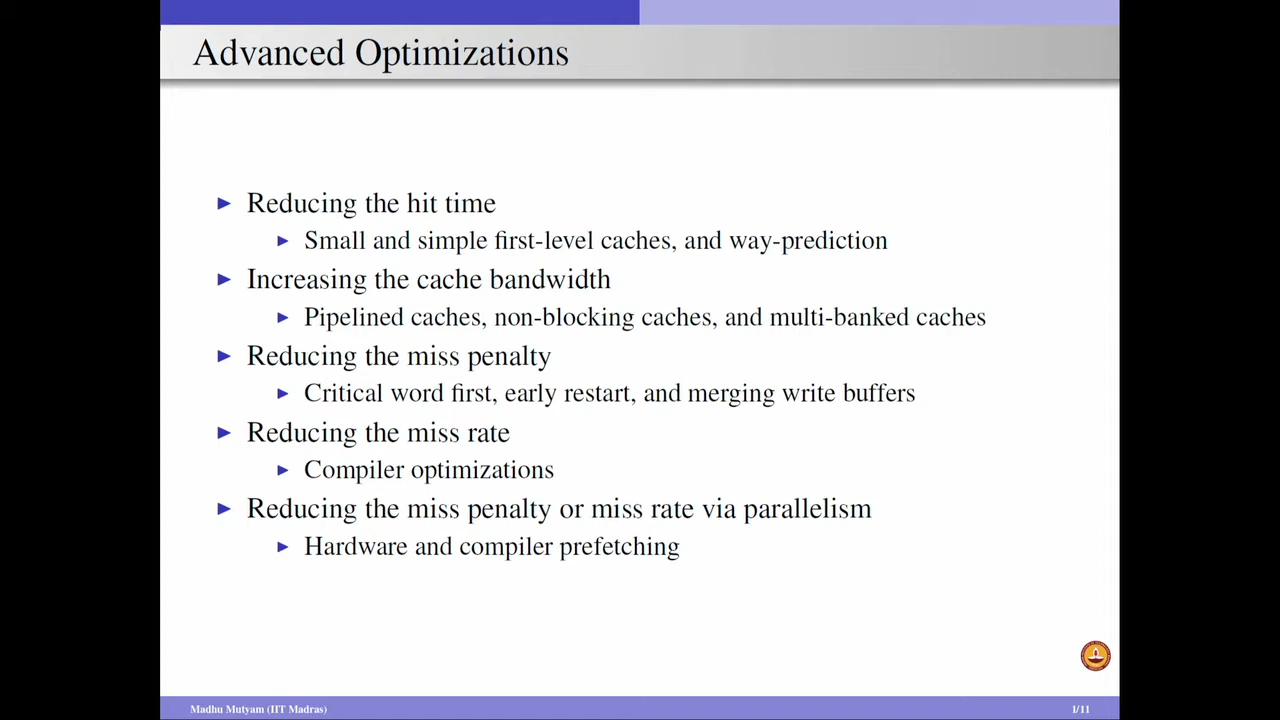 Advanced Optimizations
Reducing the hit time
Small and simple first-level caches, and way-prediction
Increasing the cache bandwidth
Pipelined caches, non-blocking caches, and multi-banked caches
Reducing the miss penalty
Critical word first, early restart, and merging write buffers
Reducing the miss rate
Compiler optimizations
Reducing the miss penalty or miss rate via parallelism
Hardware and compiler prefetching
Madhu Mutyam (IIT Madras)
1/11